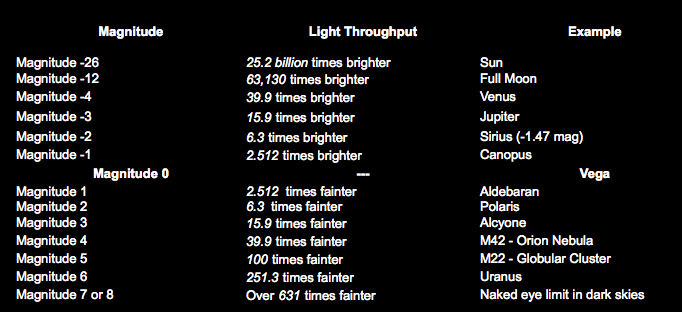 Magnitude Light Throughput Example
Magnitude -26 25.2 billion times brighter Sun
Magnitude -12 63,130 times brighter Full Moon
Magnitude -4 39.9 times brighter Venus
Magnitude -3 15.9 times brighter Jupiter
Magnitude -2 6.3 times brighter Sirius (-1.47 mag)
Magnitude -1 2.512 times brighter Canopus
Magnitude 0 --- Vega
Magnitude 1 2.512 times fainter Aldebaran
Magnitude 2 6.3 times fainter Polaris
Magnitude 3 15.9 times fainter Alcyone
Magnitude 4 39.9 times fainter M42 - Orion Nebula
Magnitude 5 100 times fainter M22 - Globular Cluster
Magnitude 6 251.3 times fainter Uranus
Magnitude 7 or 8 Over 631 times fainter Naked eye limit in dark skies